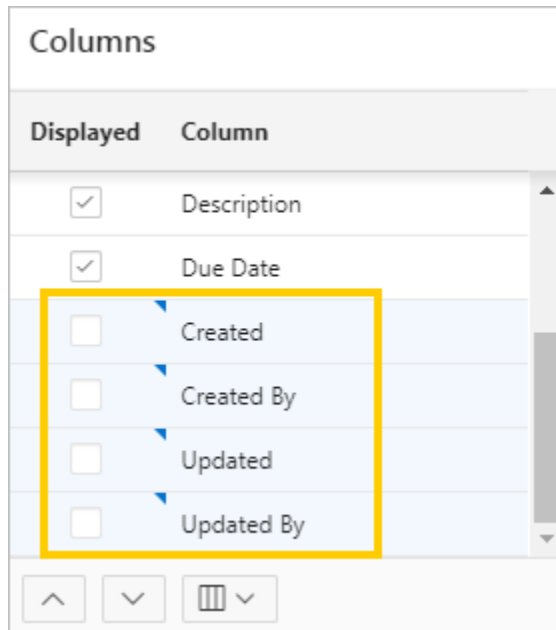 Columns
Displayed Column
Description
Due Date
Created
Created By
Updated
Updated By